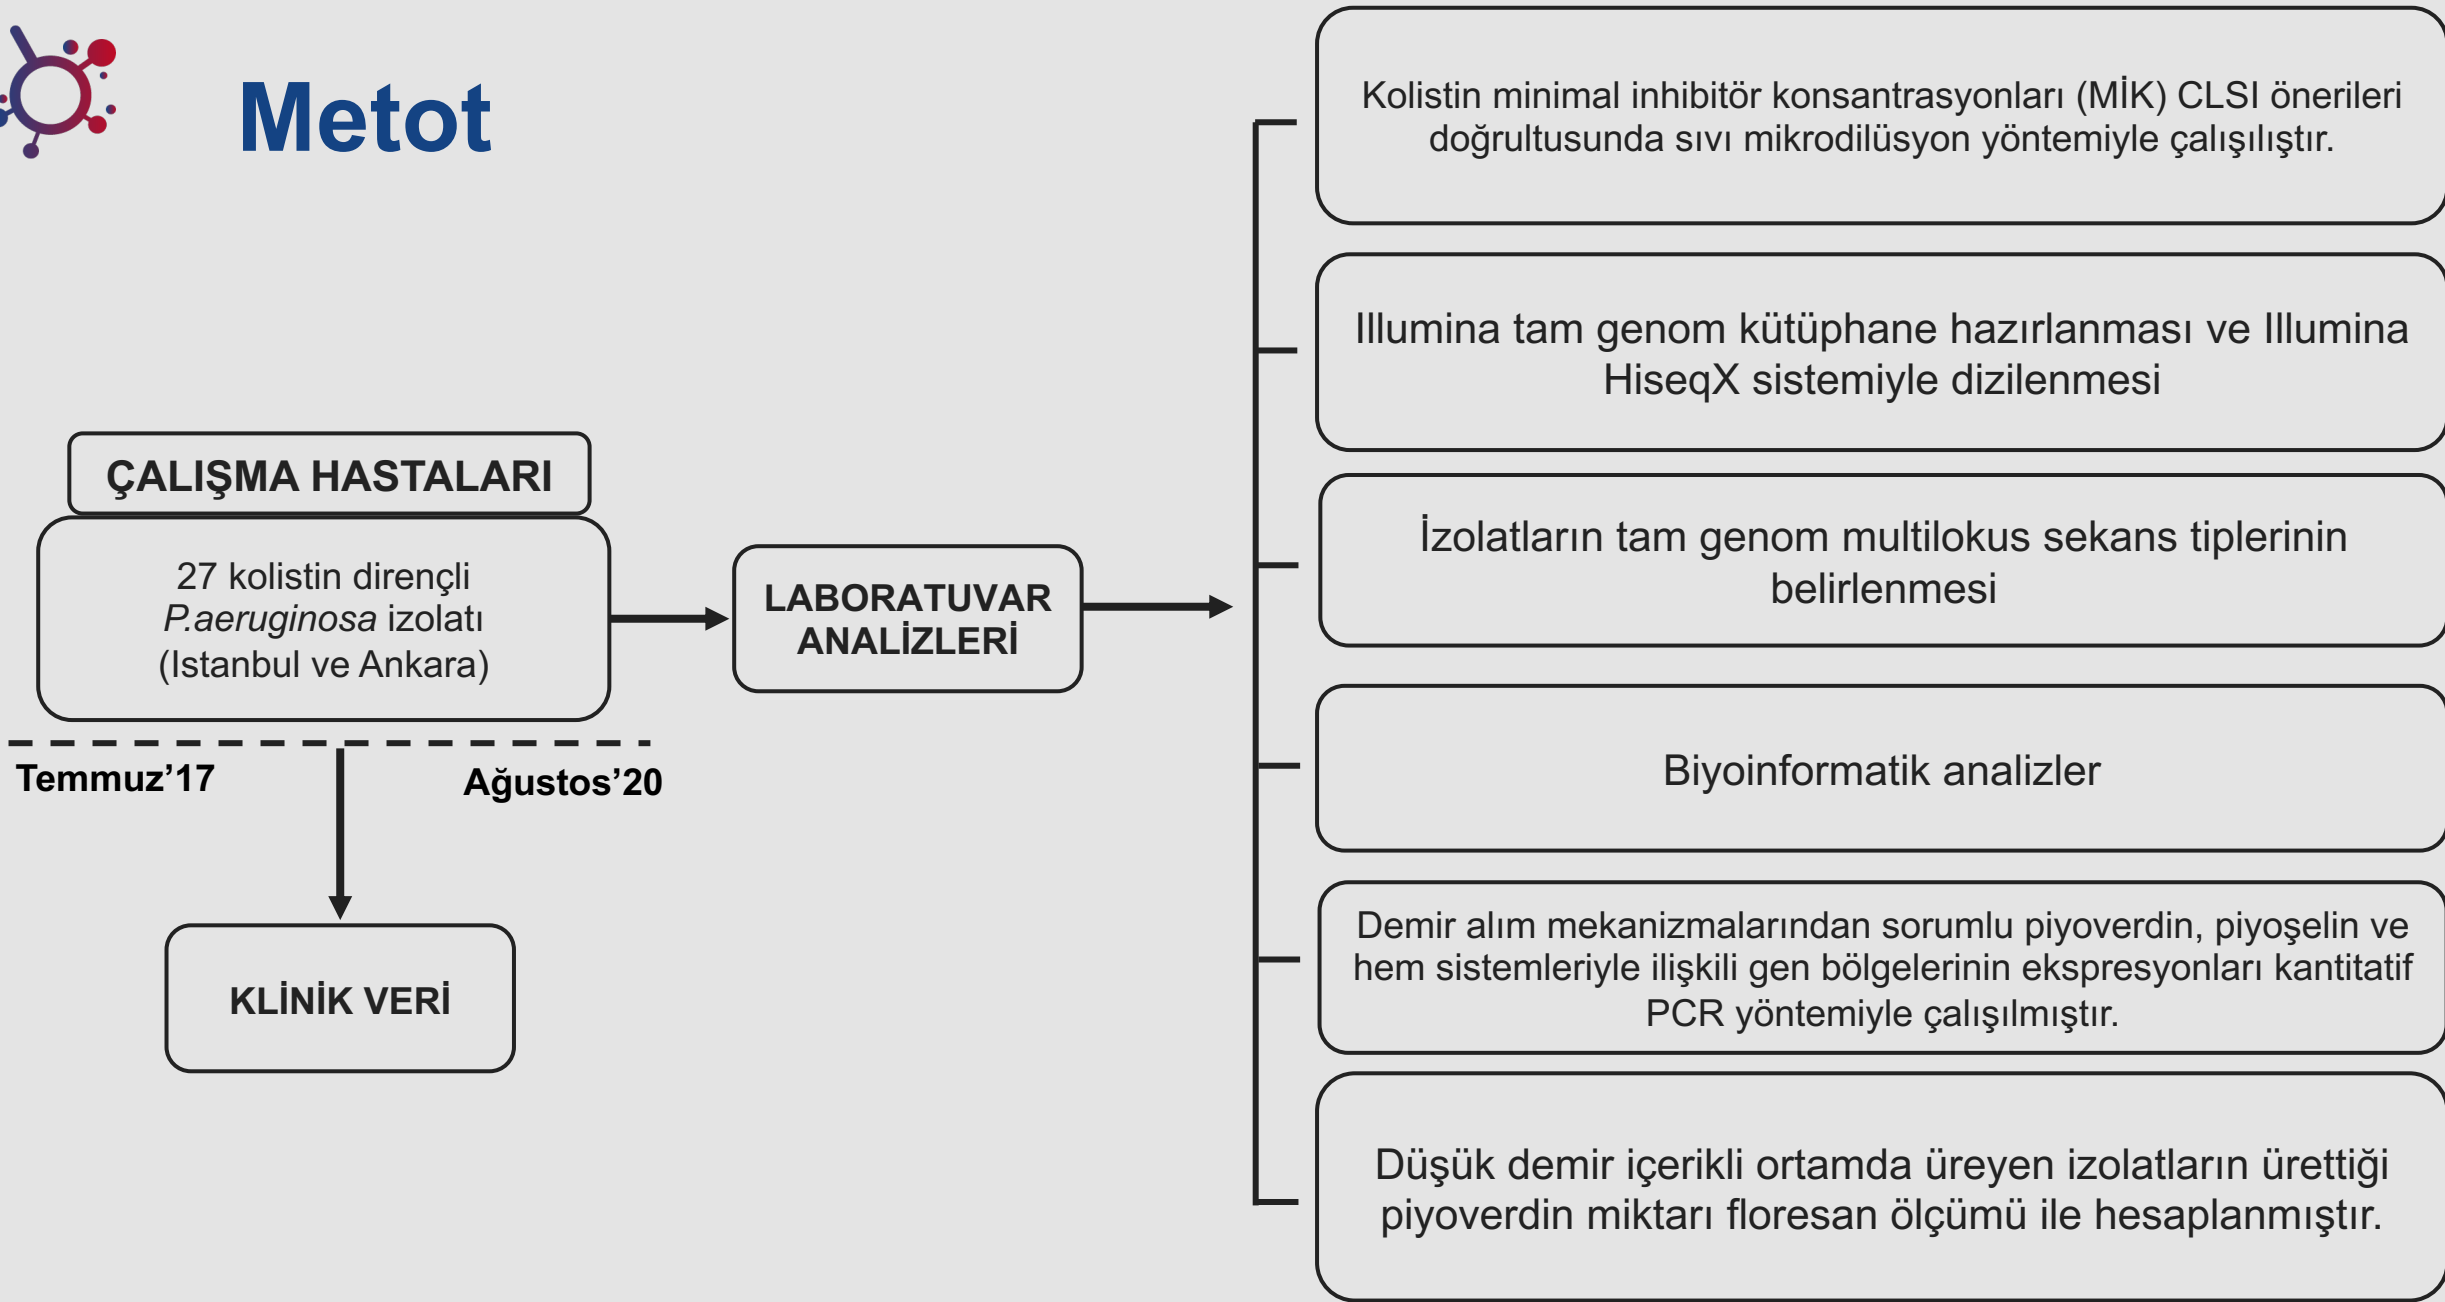 Metot
ÇALIŞMA HASTALARI
27 kolistin dirençli
P.aeruginosa izolatı
(Istanbul ve Ankara)
Temmuz’17
Ağustos’20
KLİNİK VERİ
LABORATUVAR
ANALİZLERİ
Kolistin minimal inhibitör konsantrasyonları (MİK) CLSI önerileri
doğrultusunda sıvı mikrodilüsyon yöntemiyle çalışılıştır.
Illumina tam genom kütüphane hazırlanması ve Illumina
HiseqX sistemiyle dizilenmesi
İzolatların tam genom multilokus sekans tiplerinin
belirlenmesi
Biyoinformatik analizler
Demir alım mekanizmalarından sorumlu piyoverdin, piyoşelin ve
hem sistemleriyle ilişkili gen bölgelerinin ekspresyonları kantitatif
PCR yöntemiyle çalışılmıştır.
Düşük demir içerikli ortamda üreyen izolatların ürettiği
piyoverdin miktarı floresan ölçümü ile hesaplanmıştır.